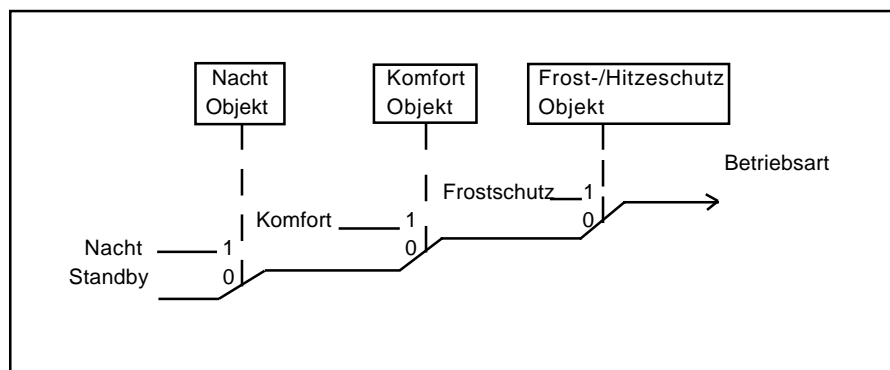 Nacht
Objekt
Komfort
Objekt
Frost-/Hitzeschutz
Objekt
Betriebsart
Frostschutz 1
0
Komfort 1
0
Nacht 1
Standby 0